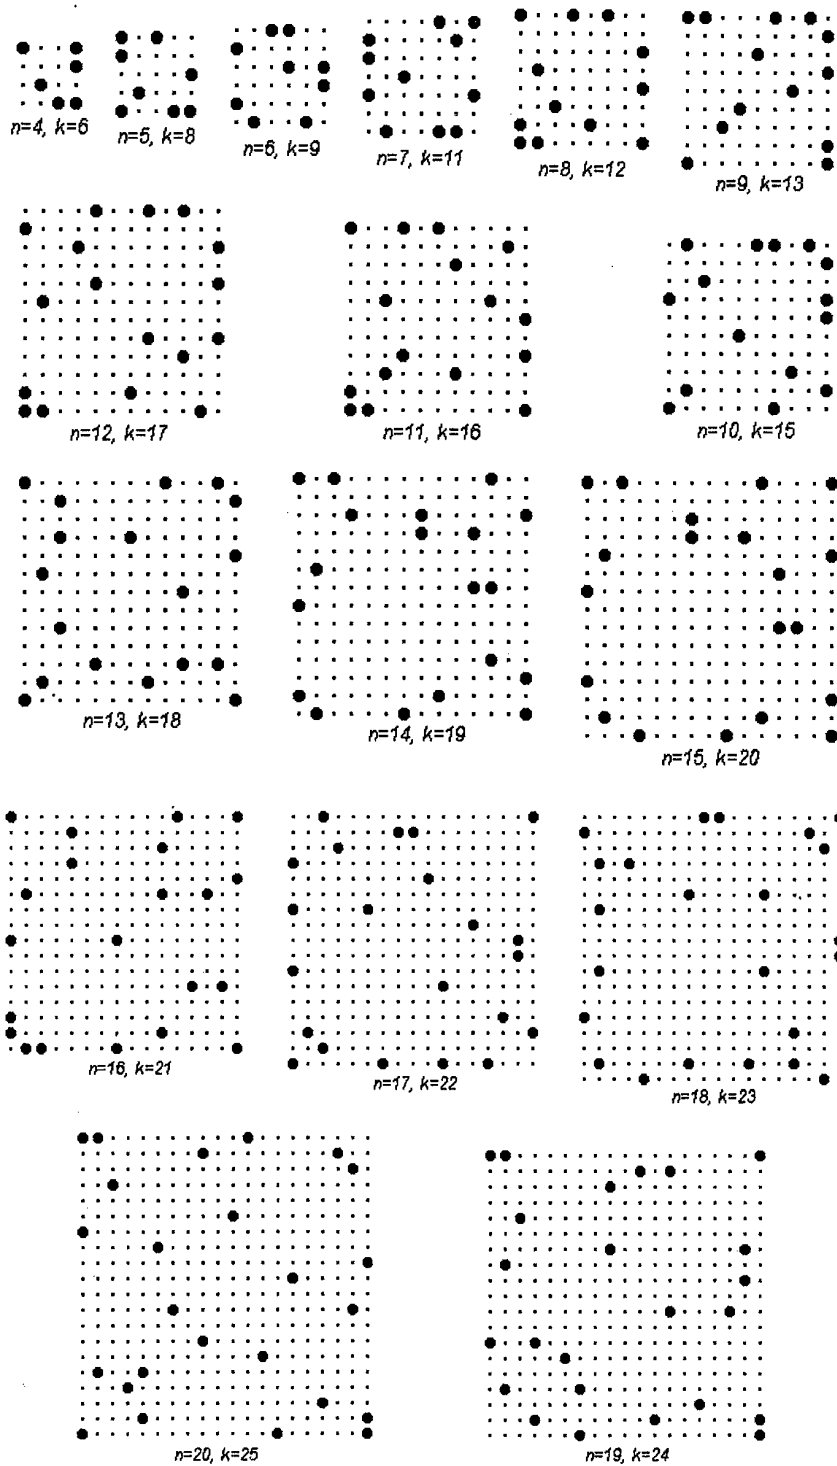 n=4, k=6
n=5, k=8
n=6, k=9
n=7, k=11
n=8, k=12
n=9, k=13
n=12, k=17
n=11, k=16
n=10, k=15
n=13, k=18
n=14, k=19
n=15, k=20
n=16, k=21
n=17, k=22
n=18, k=23
n=20, k=25
n=19, k=24